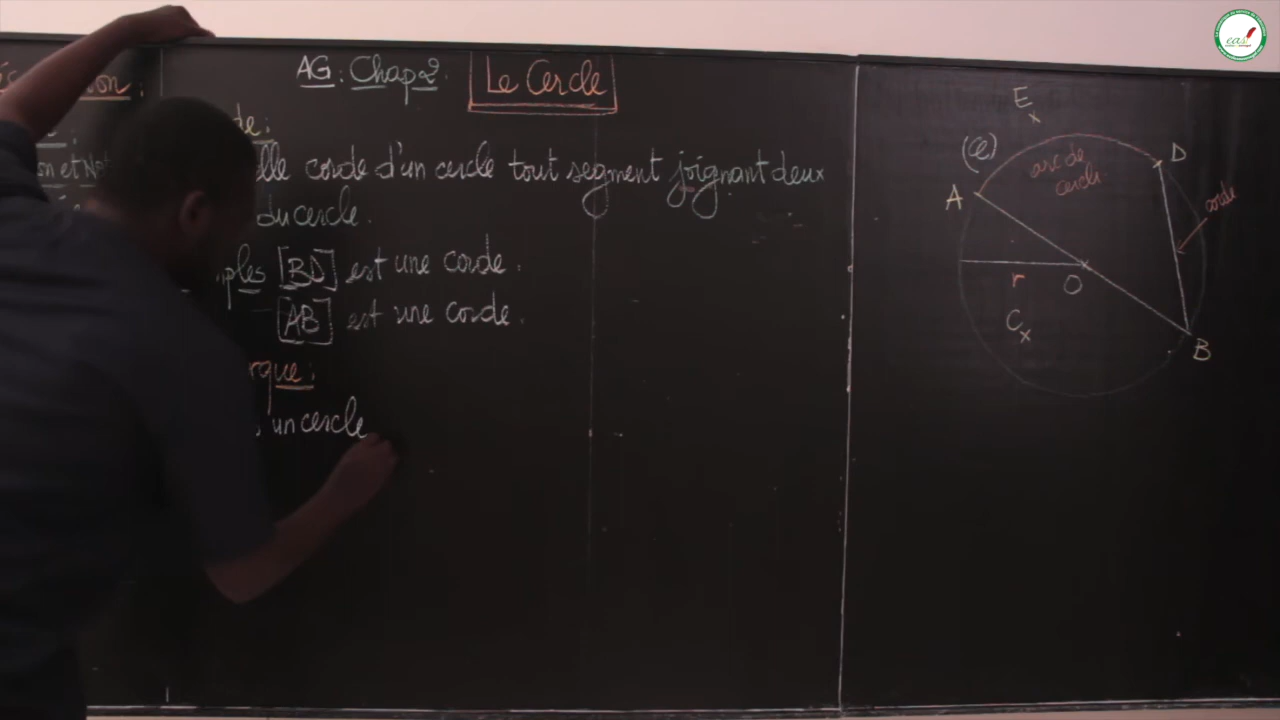 AG: Chap2. Le Cercle
de:
elle corde d'un cercle tout segment joignant deux
du cercle.
ples [BD] est une corde.
- [AB] est une corde.
rque:
un cercle
E
(C)
arc de
cercle
D
A
corde
r
O
C
B
eas